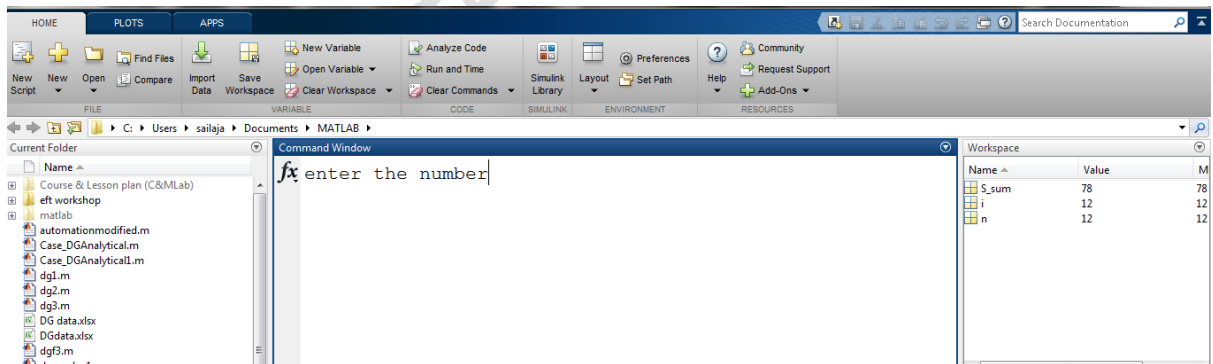 HOME PLOTS APPS Search Documentation
New Script
New
Open
Find Files
Compare
FILE
Import Data
Save Workspace
New Variable
Open Variable
Clear Workspace
VARIABLE
Analyze Code
Run and Time
Clear Commands
CODE
Simulink Library
SIMULINK
Layout
Preferences
Set Path
ENVIRONMENT
Help
Community
Request Support
Add-Ons
RESOURCES
C: Users sailaja Documents MATLAB
Current Folder
Name
Course & Lesson plan (C&MLab)
eft workshop
matlab
automationmodified.m
Case_DGAnalytical.m
Case_DGAnalytical1.m
dg1.m
dg2.m
dg3.m
DG data.xlsx
DGdata.xlsx
dgf3.m
Command Window
fx enter the number
Workspace
Name Value M
S_sum 78 78
i 12 12
n 12 12